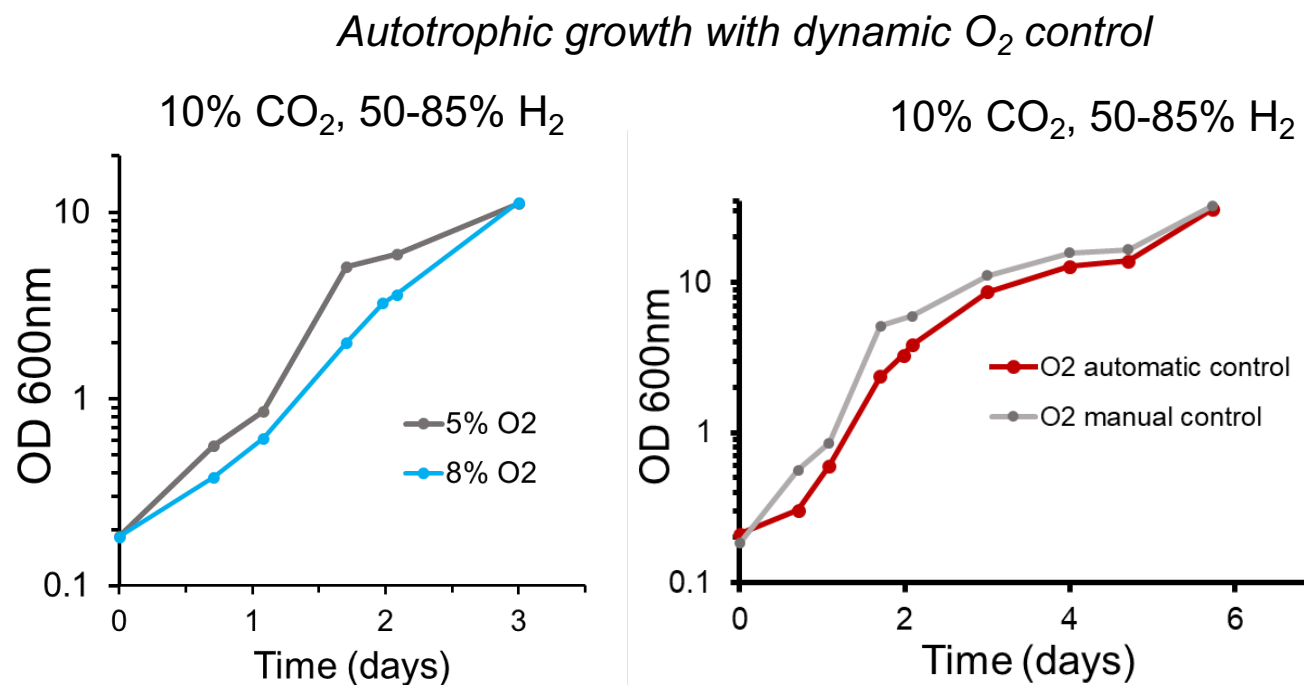 Autotrophic growth with dynamic O₂ control
10% CO₂, 50-85% H₂
10
1
0.1
OD 600nm
5% O2
8% O2
0
1
2
3
Time (days)
10% CO₂, 50-85% H₂
10
1
0.1
OD 600nm
O2 automatic control
O2 manual control
0
2
4
6
Time (days)